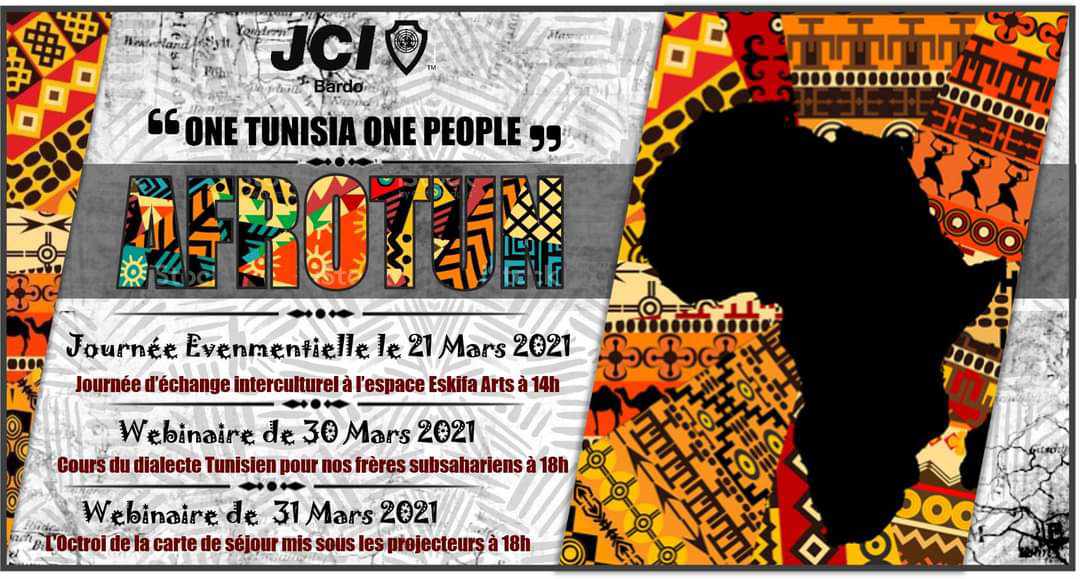 JCI
TM
Bardo
“ ONE TUNISIA ONE PEOPLE ”
AFROTUN
Journée Evenmentielle le 21 Mars 2021
Journée d'échange interculturel à l'espace Eskifa Arts à 14h
Webinaire de 30 Mars 2021
Cours du dialecte Tunisien pour nos frères subsahariens à 18h
Webinaire de 31 Mars 2021
L'Octroi de la carte de séjour mis sous les projecteurs à 18h